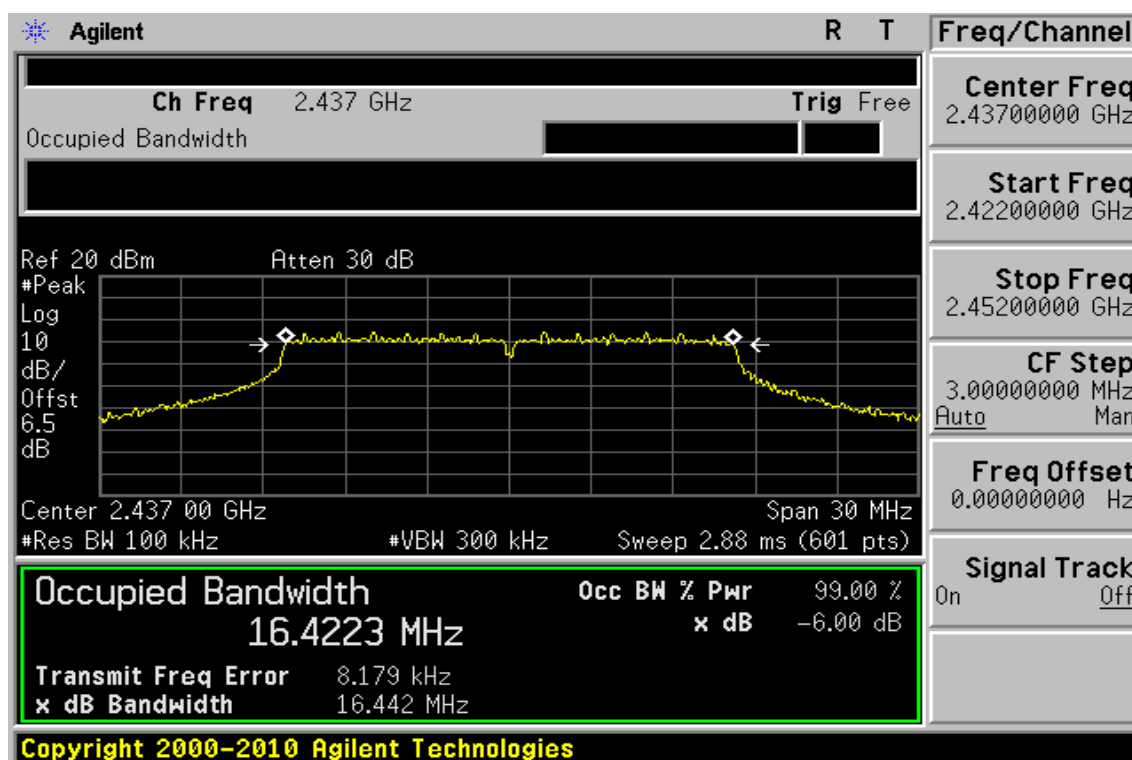 Agilent R T
Ch Freq 2.437 GHz Trig Free
Occupied Bandwidth
Ref 20 dBm Atten 30 dB
#Peak
Log
10
dB/
Offst
6.5
dB
Center 2.437 00 GHz Span 30 MHz
#Res BW 100 kHz #VBW 300 kHz Sweep 2.88 ms (601 pts)
Occupied Bandwidth Occ BW % Pwr 99.00 %
16.4223 MHz x dB -6.00 dB
Transmit Freq Error 8.179 kHz
x dB Bandwidth 16.442 MHz
Copyright 2000-2010 Agilent Technologies
Freq/Channel
Center Freq
2.43700000 GHz
Start Freq
2.42200000 GHz
Stop Freq
2.45200000 GHz
CF Step
3.00000000 MHz
Auto Man
Freq Offset
0.00000000 Hz
Signal Track
On Off